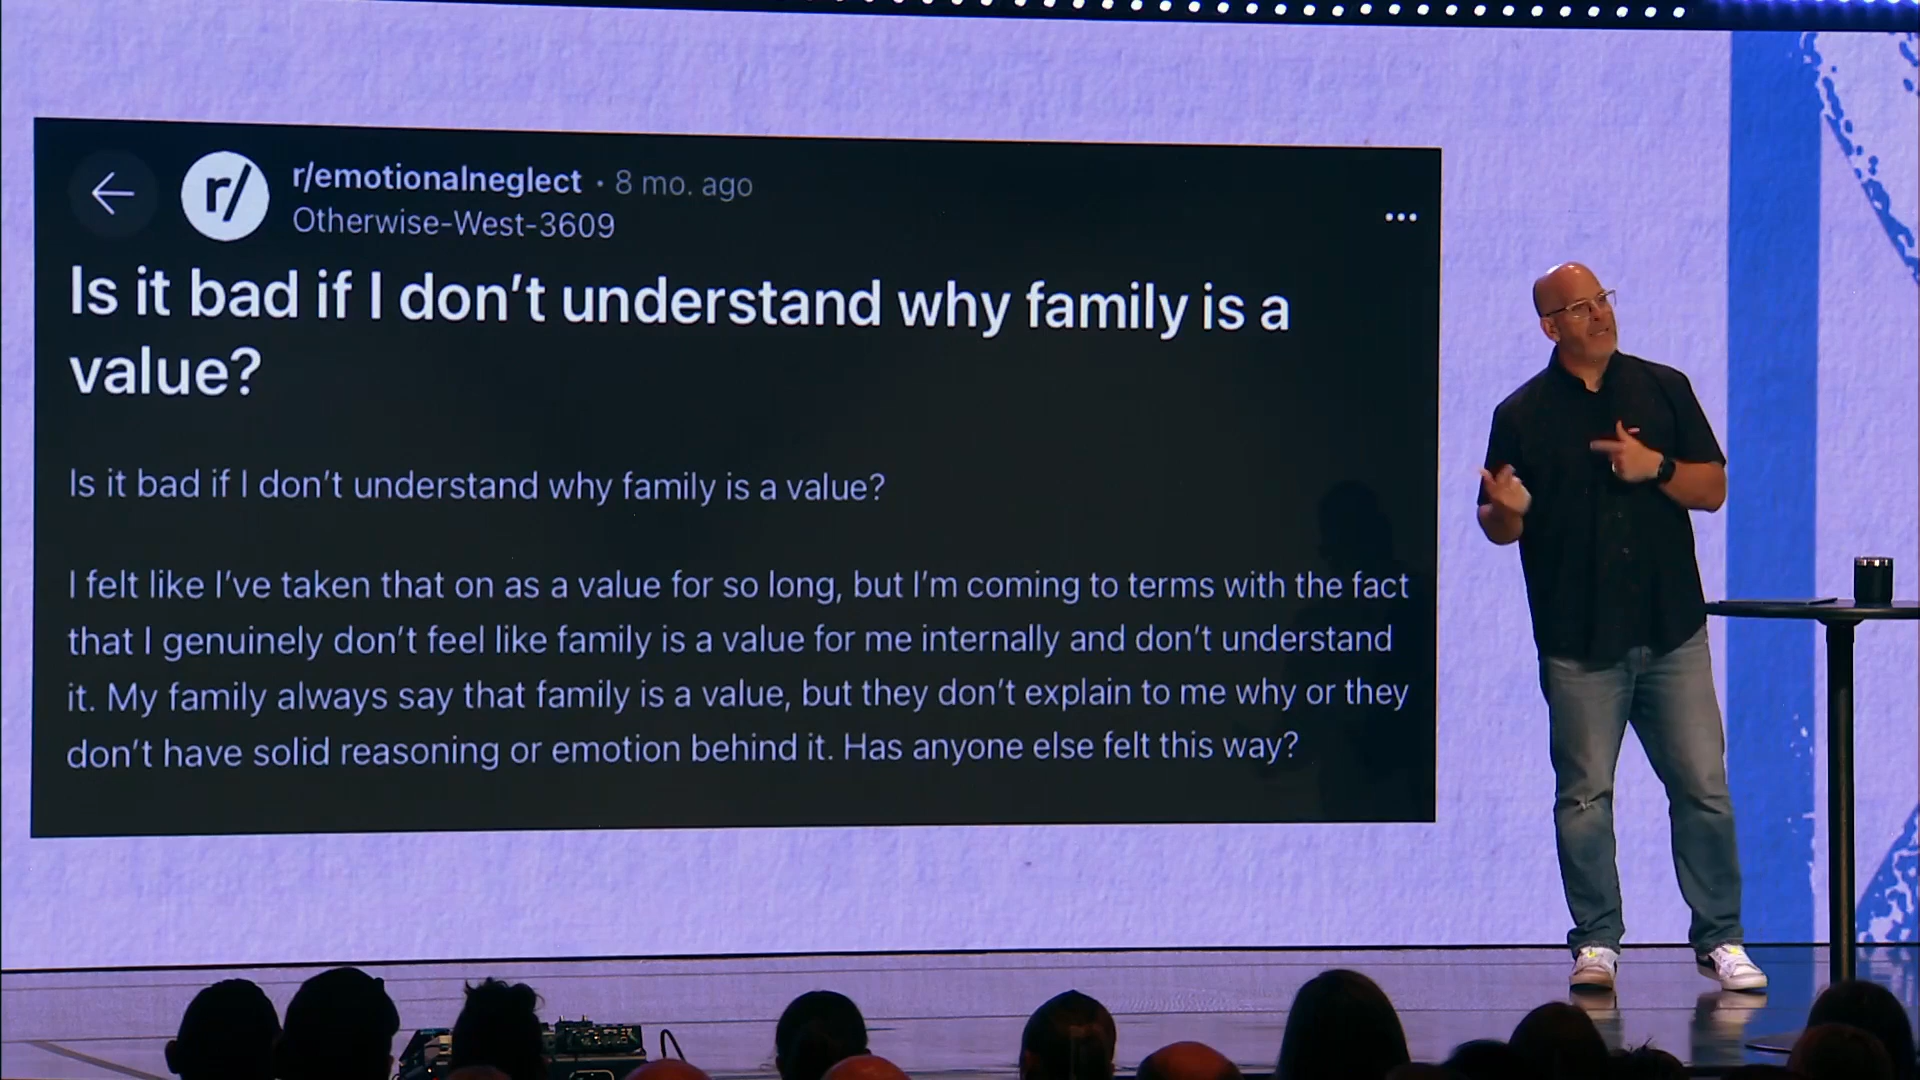 r/
r/emotionalneglect · 8 mo. ago
Otherwise-West-3609
...
Is it bad if I don't understand why family is a
value?
Is it bad if I don't understand why family is a value?
I felt like I've taken that on as a value for so long, but I'm coming to terms with the fact
that I genuinely don't feel like family is a value for me internally and don't understand
it. My family always say that family is a value, but they don't explain to me why or they
don't have solid reasoning or emotion behind it. Has anyone else felt this way?